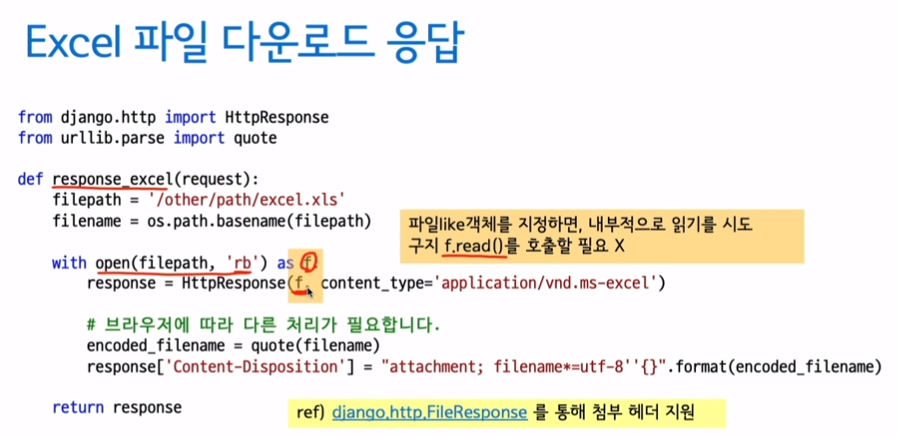 Excel 파일 다운로드 응답
from django.http import HttpResponse
from urllib.parse import quote
def response_excel(request):
filepath = '/other/path/excel.xls'
filename = os.path.basename(filepath)
파일like객체를 지정하면, 내부적으로 읽기를 시도
구지 f.read()를 호출할 필요 X
with open(filepath, 'rb') as f:
response = HttpResponse(f, content_type='application/vnd.ms-excel')
# 브라우저에 따라 다른 처리가 필요합니다.
encoded_filename = quote(filename)
response['Content-Disposition'] = "attachment; filename*=utf-8''{}".format(encoded_filename)
return response
ref) django.http.FileResponse 를 통해 첨부 헤더 지원